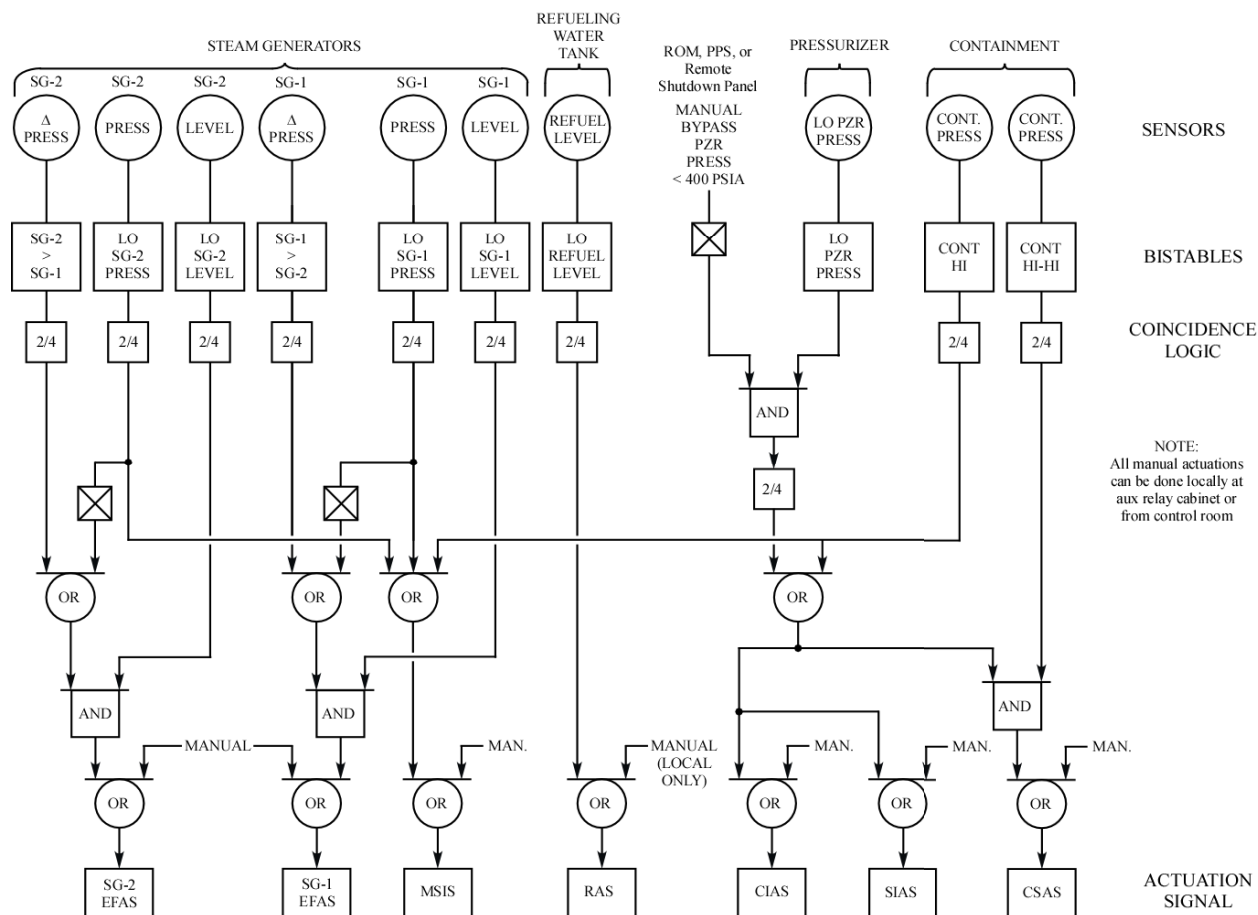 REFUELING
WATER
TANK
STEAM GENERATORS
ROM, PPS, or
Remote
Shutdown Panel
PRESSURIZER
CONTAINMENT
SG-2
SG-2
SG-2
SG-1
SG-1
SG-1
Δ
PRESS
PRESS
LEVEL
Δ
PRESS
PRESS
LEVEL
REFUEL
LEVEL
MANUAL
BYPASS
PZR
PRESS
< 400 PSIA
LO PZR
PRESS
CONT.
PRESS
CONT.
PRESS
SENSORS
SG-2
>
SG-1
LO
SG-2
PRESS
LO
SG-2
LEVEL
SG-1
>
SG-2
LO
SG-1
PRESS
LO
SG-1
LEVEL
LO
REFUEL
LEVEL
LO
PZR
PRESS
CONT
HI
CONT
HI-HI
BISTABLES
2/4
2/4
2/4
2/4
2/4
2/4
2/4
2/4
2/4
COINCIDENCE
LOGIC
AND
2/4
NOTE:
All manual actuations
can be done locally at
aux relay cabinet or
from control room
OR
OR
OR
OR
AND
AND
AND
MANUAL
MAN.
MANUAL
(LOCAL
ONLY)
MAN.
MAN.
MAN.
OR
OR
OR
OR
OR
OR
OR
SG-2
EFAS
SG-1
EFAS
MSIS
RAS
CIAS
SIAS
CSAS
ACTUATION
SIGNAL